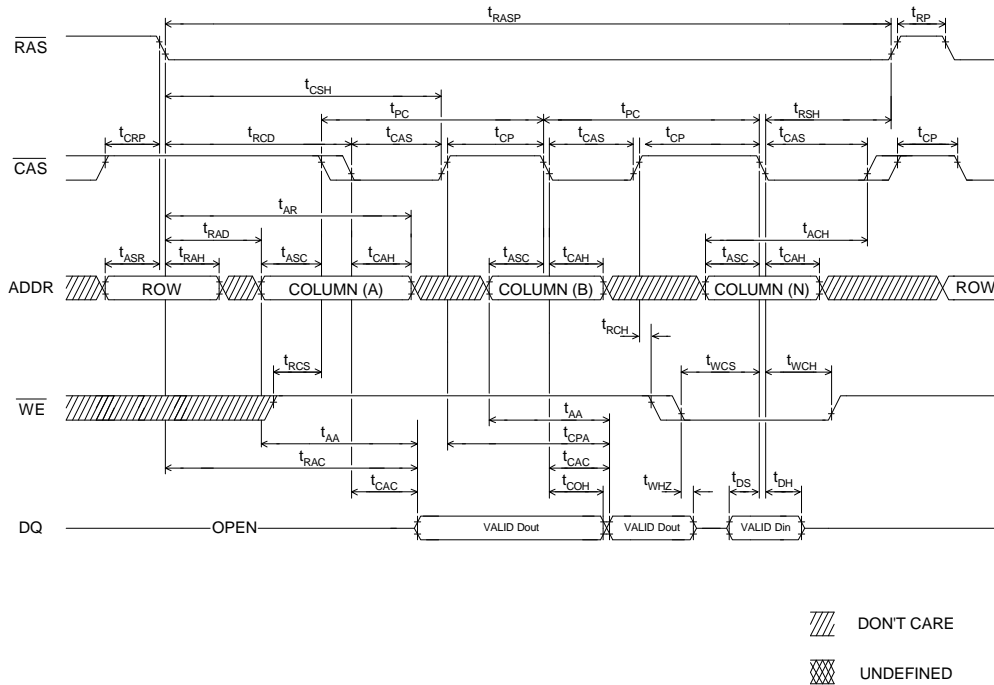 tRASP tRP
RAS
tCSH
tPC tPC tRSH
tCRP tRCD tCAS tCP tCAS tCP tCAS tCP
CAS
tAR
tRAD tACH
tASR tRAH tASC tCAH tASC tCAH tASC tCAH
ADDR ROW COLUMN (A) COLUMN (B) COLUMN (N) ROW
tRCH
tRCS tWCS tWCH
WE
tAA tAA
tRAC tCPA
tCAC tCAC
tCOH tWHZ tDS tDH
DQ OPEN VALID Dout VALID Dout VALID Din
DON'T CARE
UNDEFINED